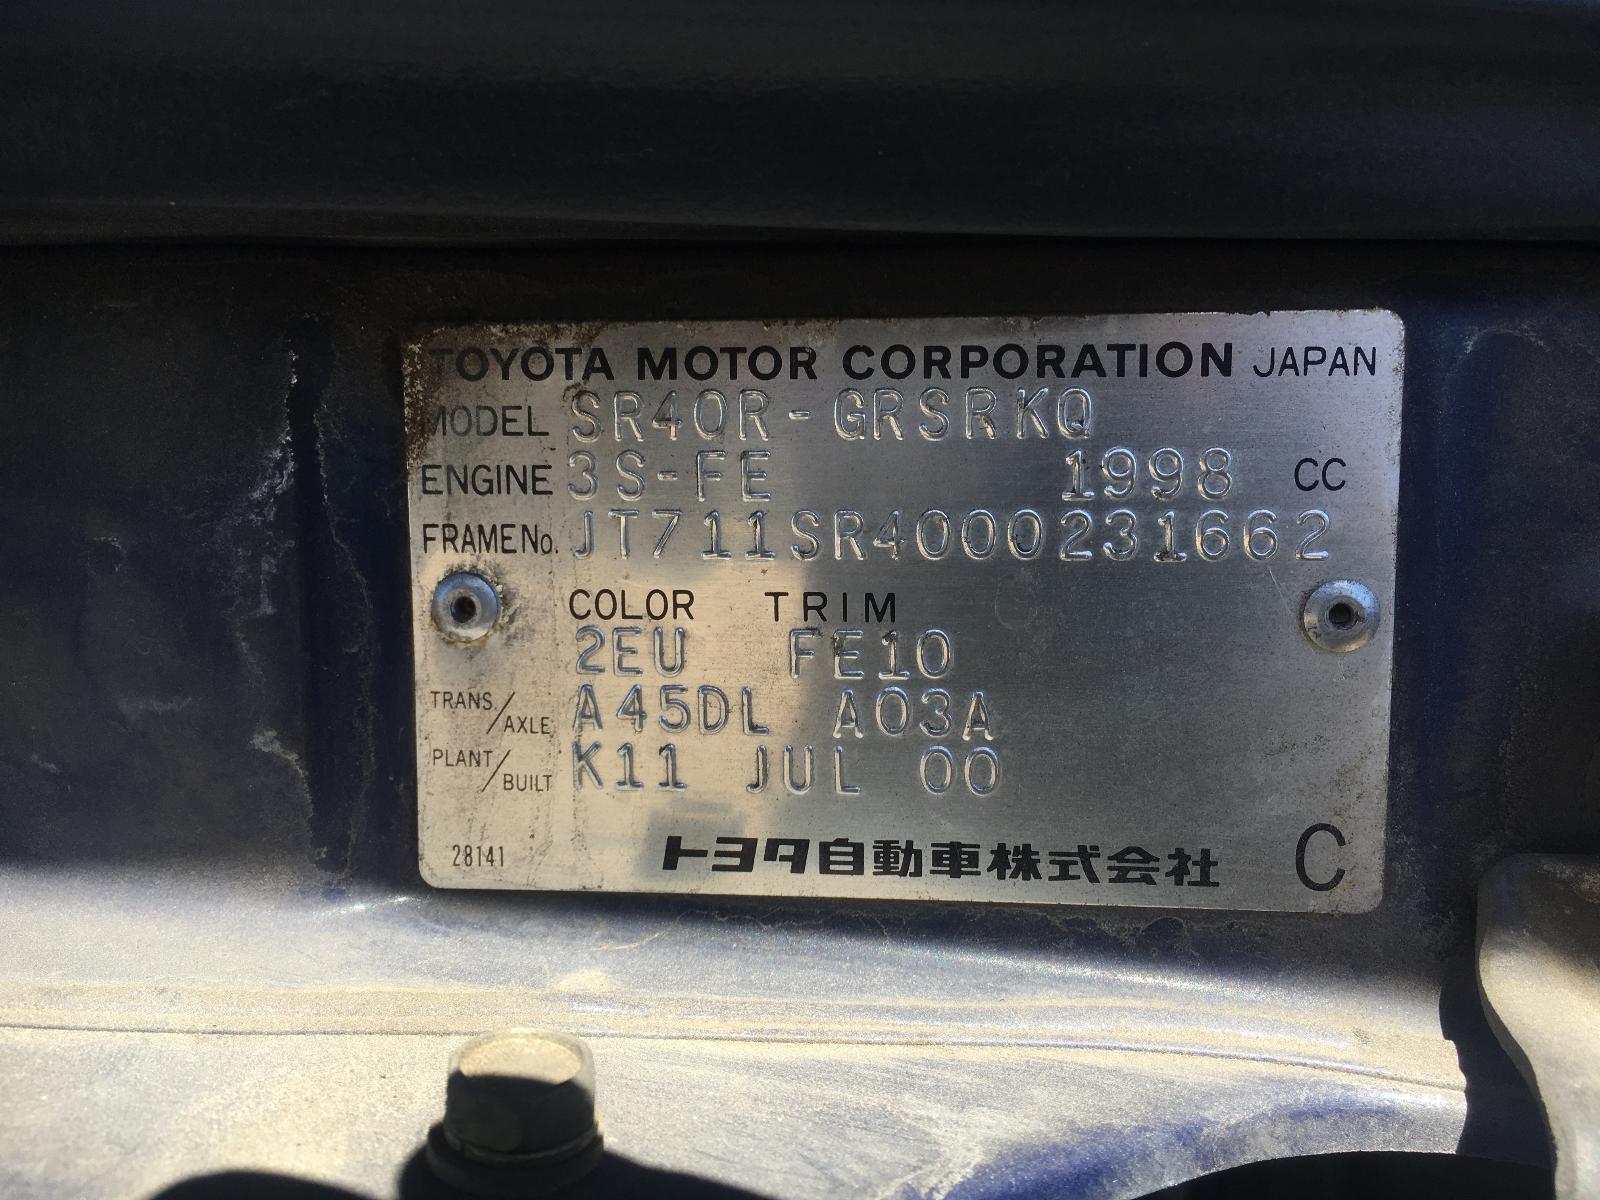 TOYOTA MOTOR CORPORATION JAPAN
MODEL SR40R-GRSRKQ
ENGINE 3S-FE 1998 CC
FRAME No. JT711SR4000231662
COLOR TRIM
2EU FE10
TRANS/AXLE A45DL A03A
PLANT/BUILT K11 JUL 00
28141 トヨタ自動車株式会社 C